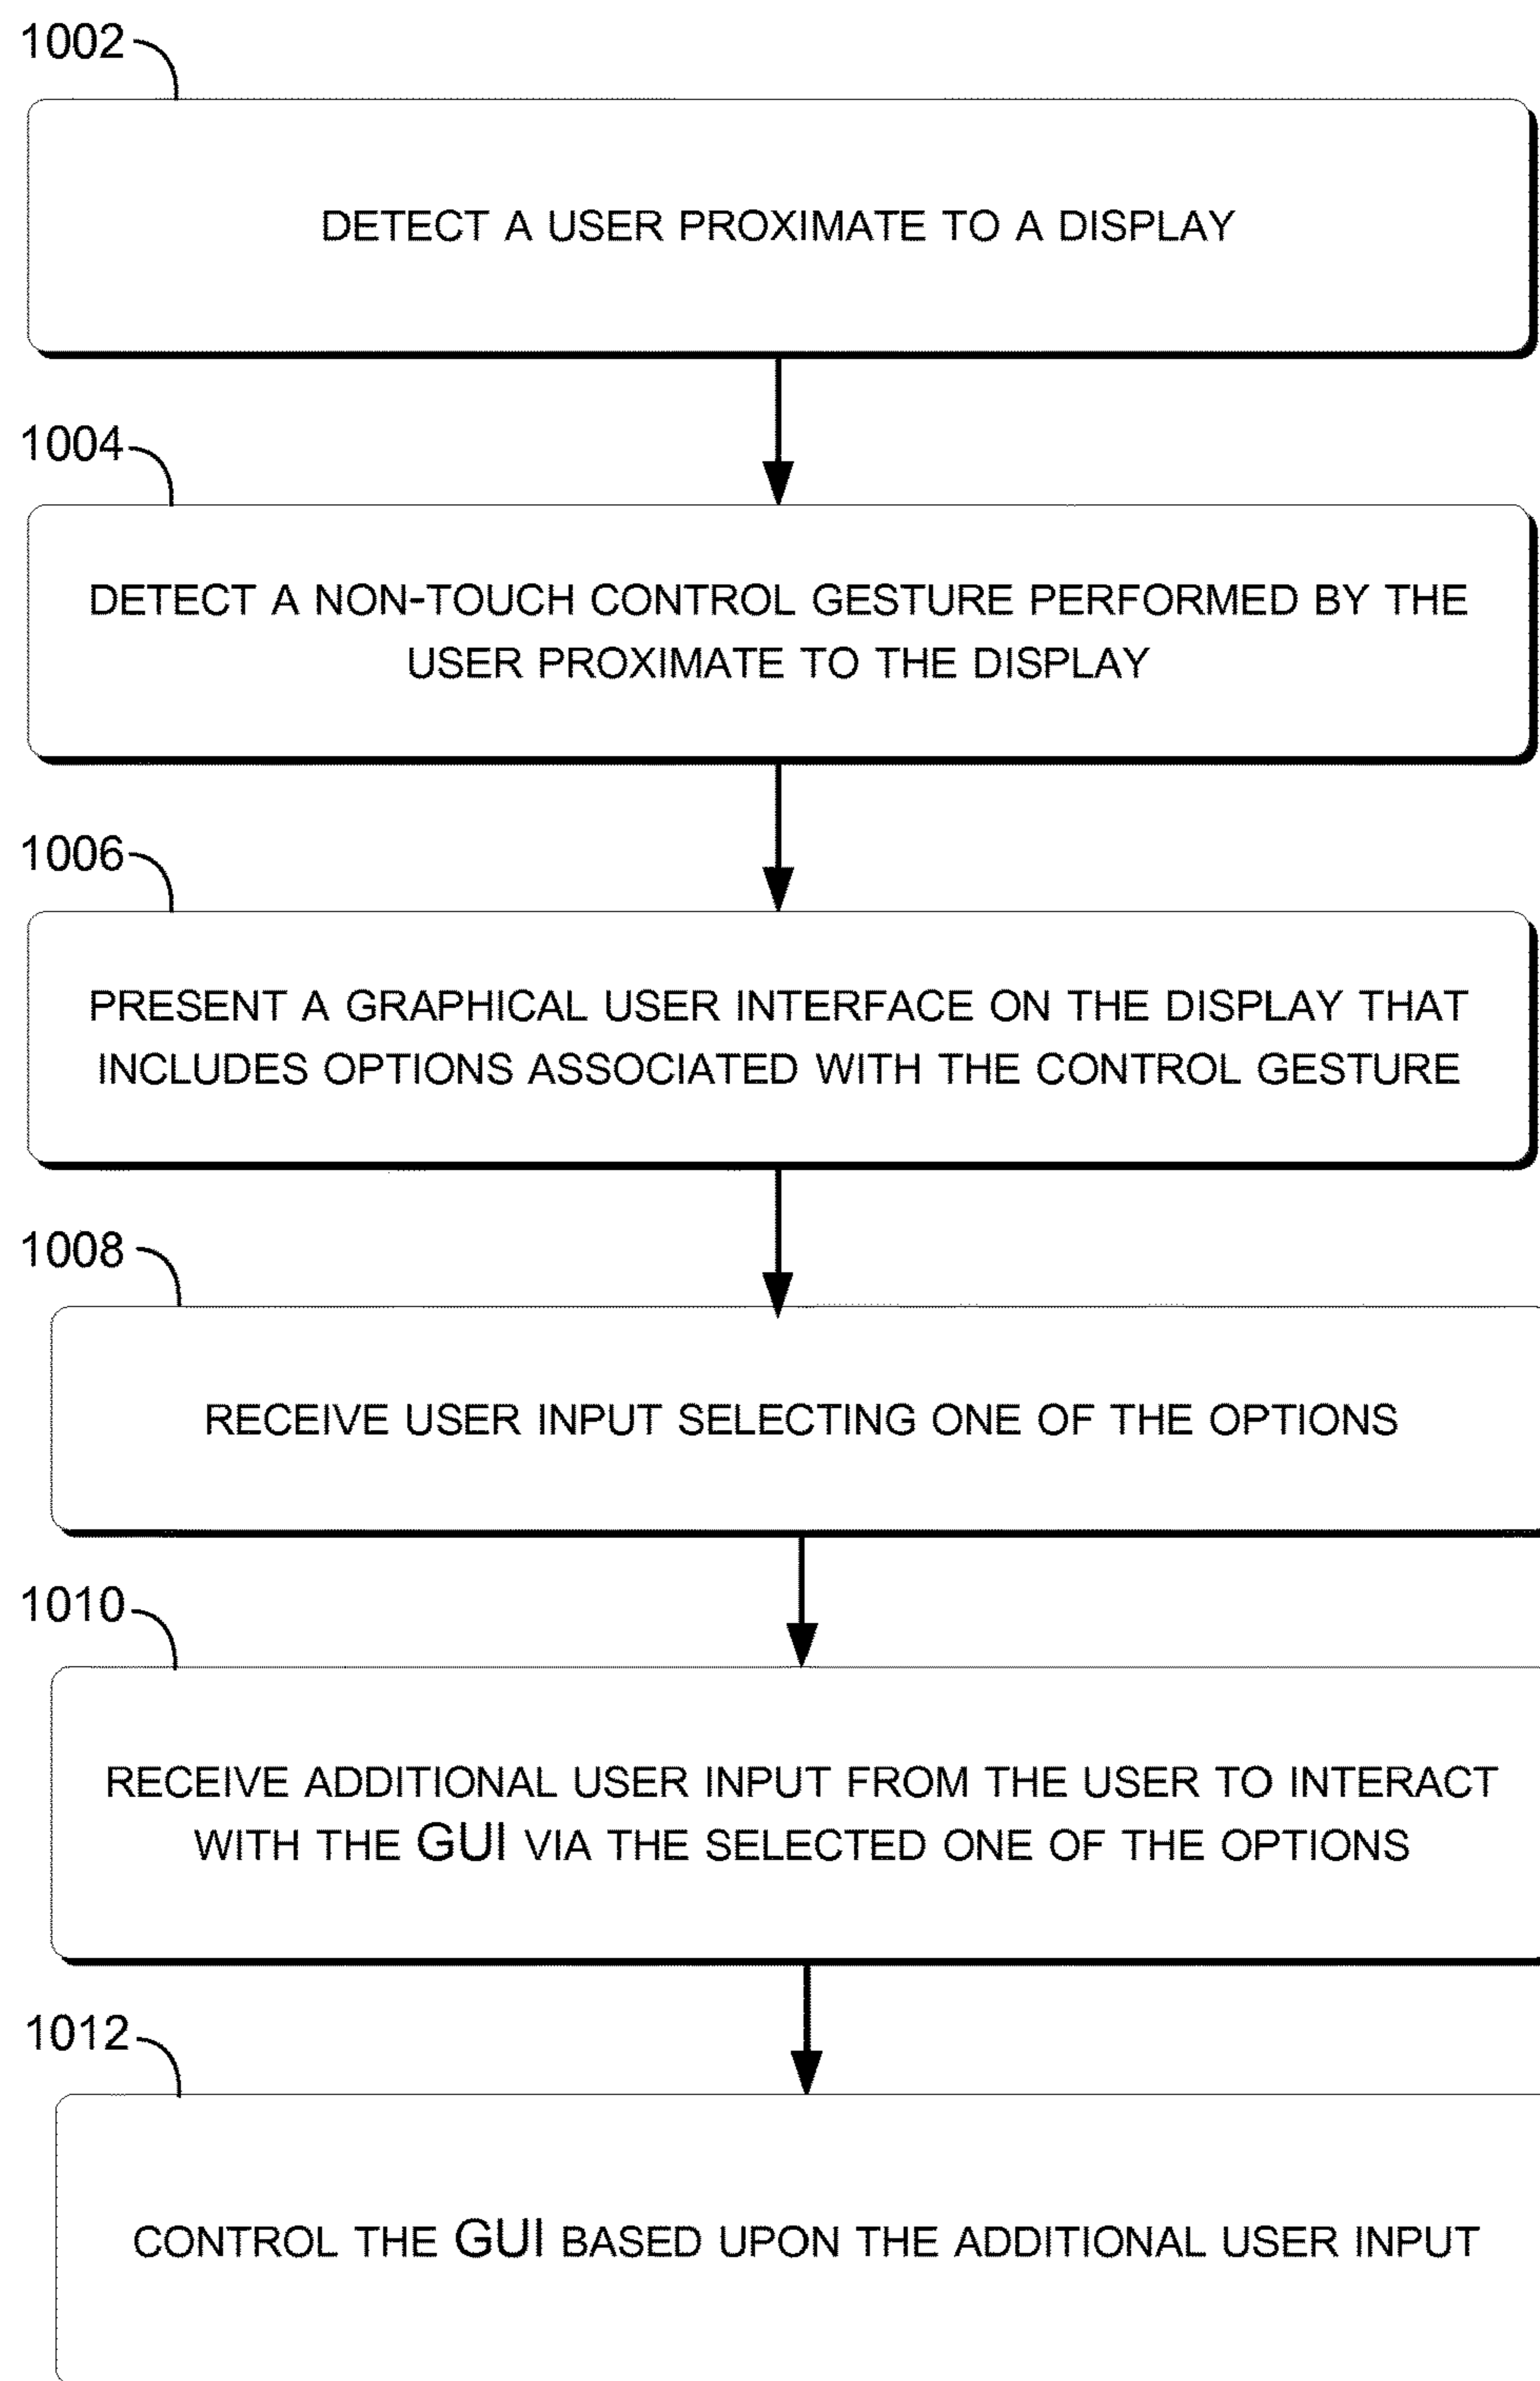 1002
DETECT A USER PROXIMATE TO A DISPLAY
1004
DETECT A NON-TOUCH CONTROL GESTURE PERFORMED BY THE
USER PROXIMATE TO THE DISPLAY
1006
PRESENT A GRAPHICAL USER INTERFACE ON THE DISPLAY THAT
INCLUDES OPTIONS ASSOCIATED WITH THE CONTROL GESTURE
1008
RECEIVE USER INPUT SELECTING ONE OF THE OPTIONS
1010
RECEIVE ADDITIONAL USER INPUT FROM THE USER TO INTERACT
WITH THE GUI VIA THE SELECTED ONE OF THE OPTIONS
1012
CONTROL THE GUI BASED UPON THE ADDITIONAL USER INPUT